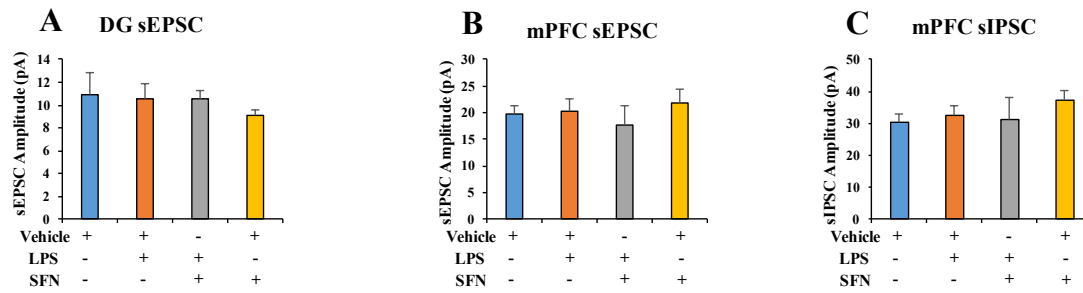 A
DG sEPSC
sEPSC Amplitude (pA)
14
12
10
8
6
4
2
0
Vehicle + + - +
LPS - + + -
SFN - - + +
B
mPFC sEPSC
sEPSC Amplitude (pA)
30
25
20
15
10
5
0
Vehicle + + - +
LPS - + + -
SFN - - + +
C
mPFC sIPSC
sIPSC Amplitude (pA)
50
40
30
20
10
0
Vehicle + + - +
LPS - + + -
SFN - - + +